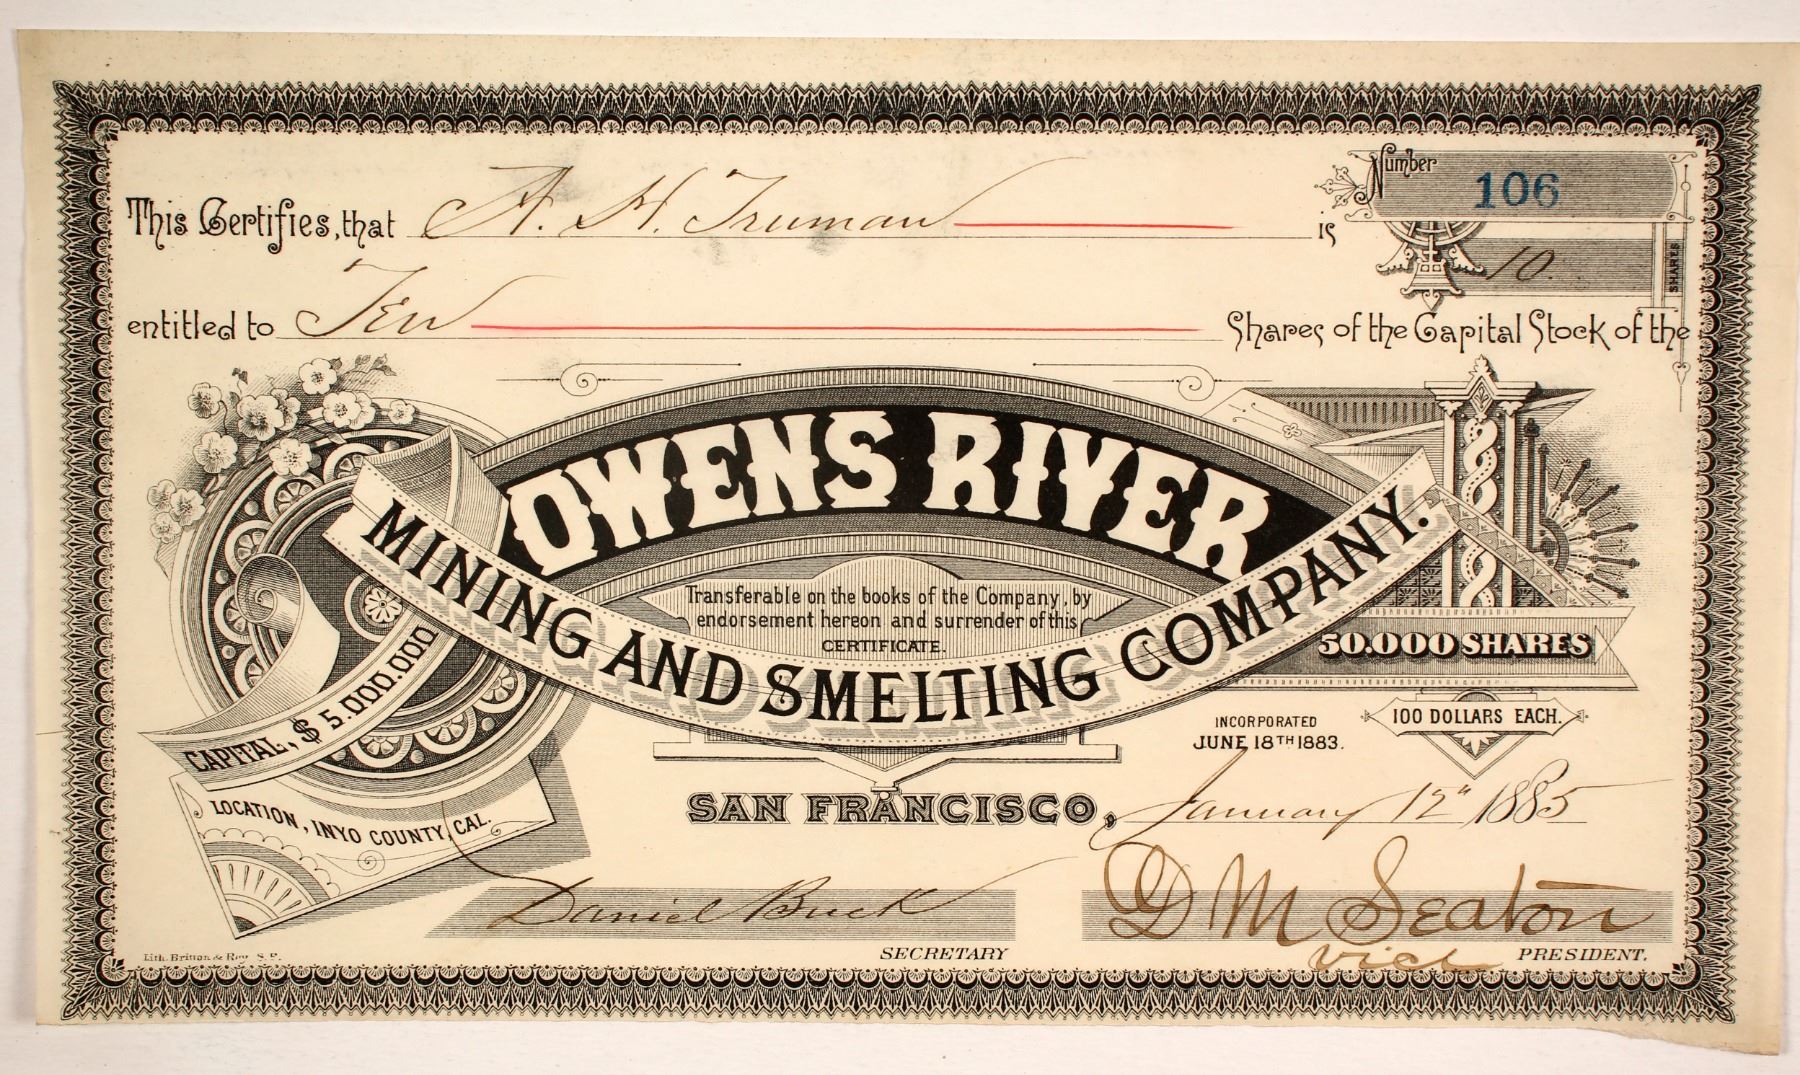 Number 106
This Certifies, that A. H. Truman is
10. SHARES
entitled to Ten Shares of the Capital Stock of the
OWENS RIVER
MINING AND SMELTING COMPANY.
Transferable on the books of the Company, by
endorsement hereon and surrender of this
CERTIFICATE.
50.000 SHARES
100 DOLLARS EACH.
CAPITAL, $ 5.000.000
INCORPORATED
JUNE 18TH 1883.
LOCATION, INYO COUNTY, CAL.
SAN FRANCISCO, January 12th 1885
Daniel Buck
G M Seaton
SECRETARY
Vice PRESIDENT.
Lith. Britton & Rey S. F.